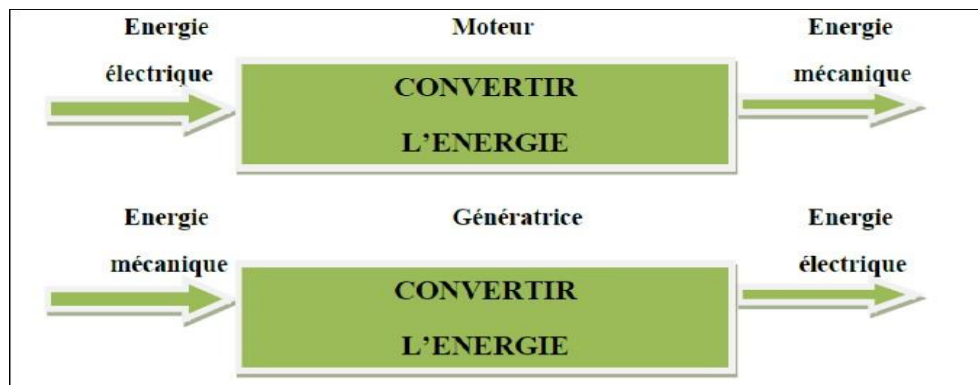 Energie Moteur Energie
électrique mécanique
CONVERTIR
L'ENERGIE
Energie Génératrice Energie
mécanique électrique
CONVERTIR
L'ENERGIE